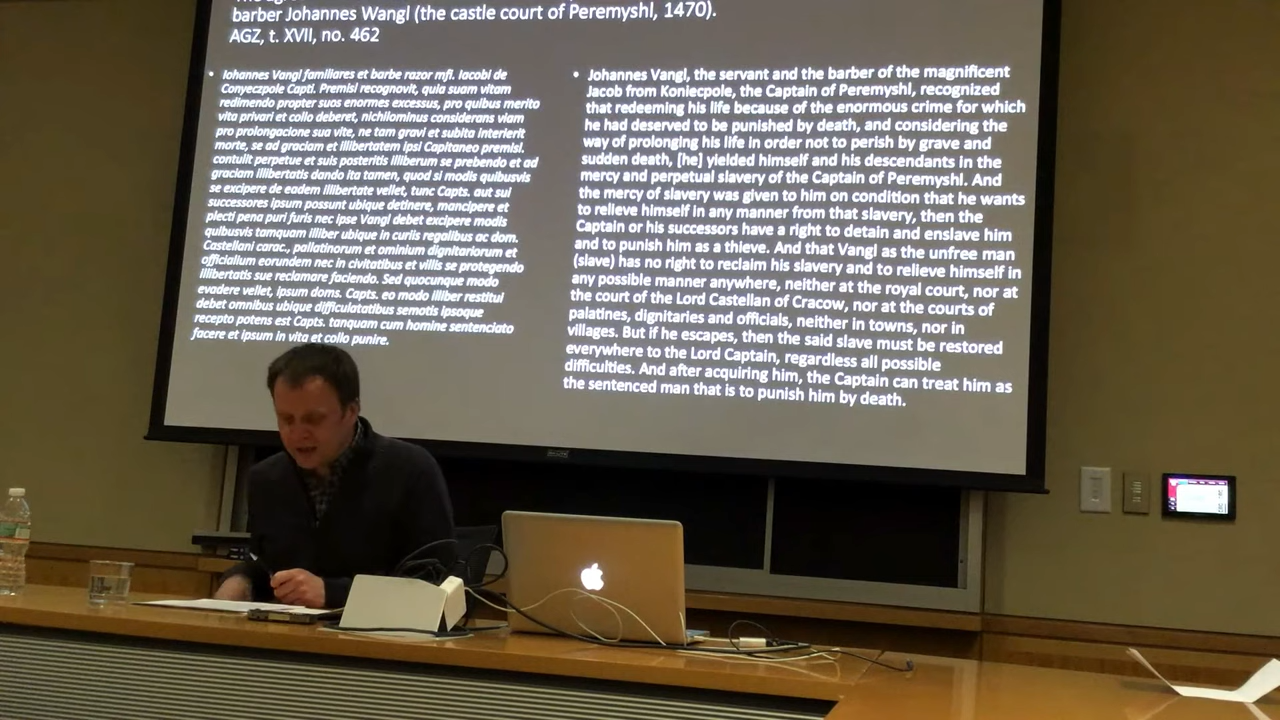 barber Johannes Wangl (the castle court of Peremyshl, 1470).
AGZ, t. XVII, no. 462
• Iohannes Vangl familiares et barbe razor mfi. Iacobi de
Conyeczpole Capti. Premisl recognovit, quia suam vitam
redimendo propter suos enormes excessus, pro quibus merito
vita privari et collo deberet, nichilominus considerans viam
pro prolongacione sua vite, ne tam gravi et subita interierit
morte, se ad graciam et illibertatem ipsi Capitaneo premisl.
contulit perpetue et suis posteritis illiberum se prebendo et ad
graciam illibertatis dando ita tamen, quod si modis quibusvis
se excipere de eadem illibertate vellet, tunc Capts. aut sui
successores ipsum possunt ubique detinere, mancipere et
plecti pena puri furis nec ipse Vangl debet excipere modis
quibusvis tamquam illiber ubique in curiis regalibus ac dom.
Castellani carac., pallatinorum et ominium dignitariorum et
officialium eorundem nec in civitatibus et villis se protegendo
illibertatis sue reclamare faciendo. Sed quocunque modo
evadere vellet, ipsum doms. Capts. eo modo illiber restitui
debet omnibus ubique difficulatatibus semotis ipsoque
recepto potens est Capts. tanquam cum homine sentenciato
facere et ipsum in vita et collo punire.
• Johannes Vangl, the servant and the barber of the magnificent
Jacob from Koniecpole, the Captain of Peremyshl, recognized
that redeeming his life because of the enormous crime for which
he had deserved to be punished by death, and considering the
way of prolonging his life in order not to perish by grave and
sudden death, [he] yielded himself and his descendants in the
mercy and perpetual slavery of the Captain of Peremyshl. And
the mercy of slavery was given to him on condition that he wants
to relieve himself in any manner from that slavery, then the
Captain or his successors have a right to detain and enslave him
and to punish him as a thieve. And that Vangl as the unfree man
(slave) has no right to reclaim his slavery and to relieve himself in
any possible manner anywhere, neither at the royal court, nor at
the court of the Lord Castellan of Cracow, nor at the courts of
palatines, dignitaries and officials, neither in towns, nor in
villages. But if he escapes, then the said slave must be restored
everywhere to the Lord Captain, regardless all possible
difficulties. And after acquiring him, the Captain can treat him as
the sentenced man that is to punish him by death.